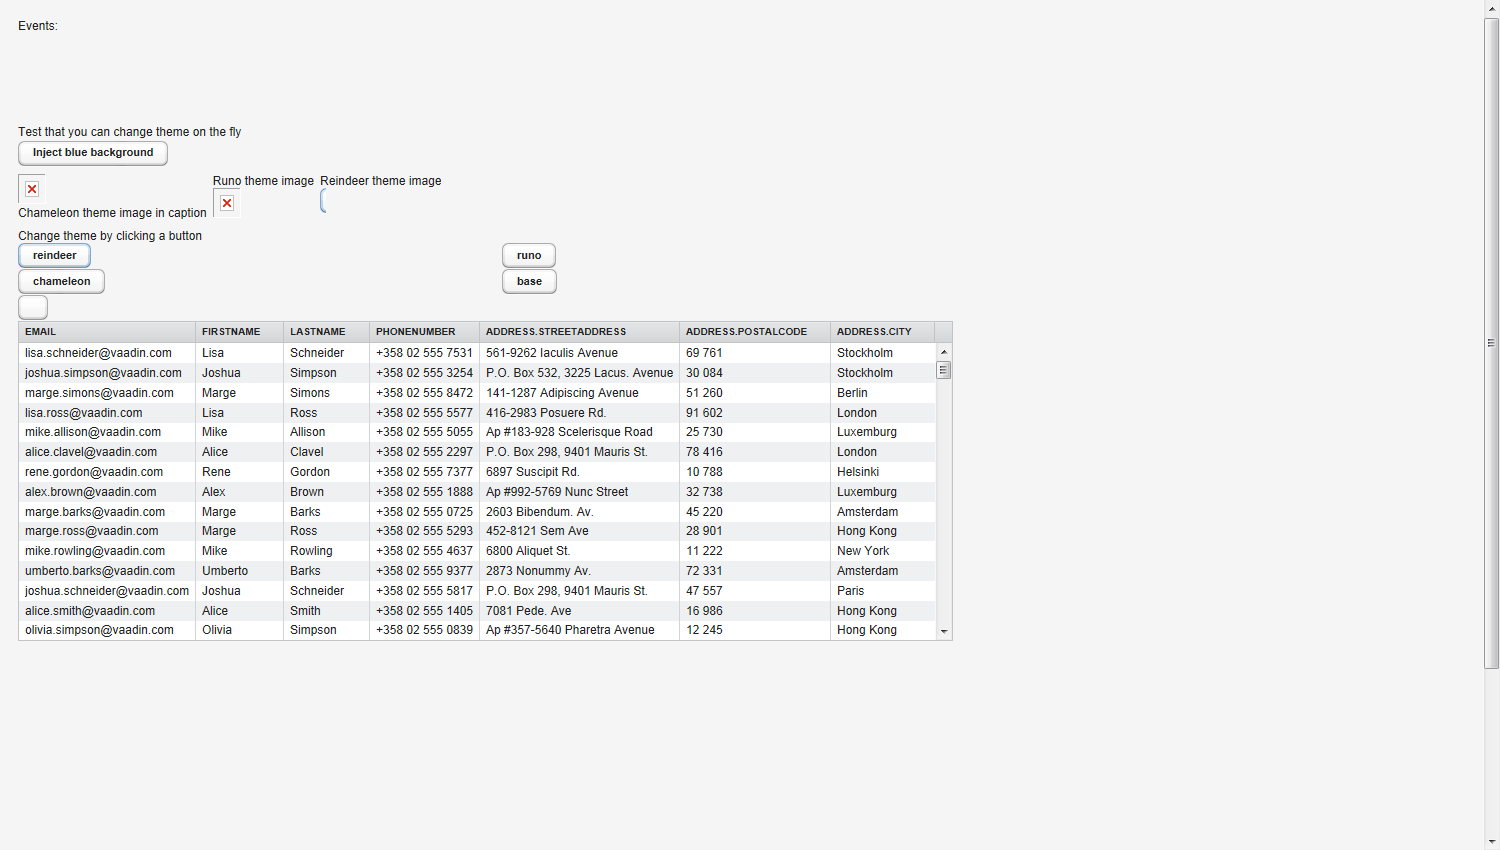 Events:
Test that you can change theme on the fly
Inject blue background
Runo theme image Reindeer theme image
Chameleon theme image in caption
Change theme by clicking a button
reindeer runo
chameleon base
EMAIL FIRSTNAME LASTNAME PHONENUMBER ADDRESS.STREETADDRESS ADDRESS.POSTALCODE ADDRESS.CITY
lisa.schneider@vaadin.com Lisa Schneider +358 02 555 7531 561-9262 Iaculis Avenue 69 761 Stockholm
joshua.simpson@vaadin.com Joshua Simpson +358 02 555 3254 P.O. Box 532, 3225 Lacus. Avenue 30 084 Stockholm
marge.simons@vaadin.com Marge Simons +358 02 555 8472 141-1287 Adipiscing Avenue 51 260 Berlin
lisa.ross@vaadin.com Lisa Ross +358 02 555 5577 416-2983 Posuere Rd. 91 602 London
mike.allison@vaadin.com Mike Allison +358 02 555 5055 Ap #183-928 Scelerisque Road 25 730 Luxemburg
alice.clavel@vaadin.com Alice Clavel +358 02 555 2297 P.O. Box 298, 9401 Mauris St. 78 416 London
rene.gordon@vaadin.com Rene Gordon +358 02 555 7377 6897 Suscipit Rd. 10 788 Helsinki
alex.brown@vaadin.com Alex Brown +358 02 555 1888 Ap #992-5769 Nunc Street 32 738 Luxemburg
marge.barks@vaadin.com Marge Barks +358 02 555 0725 2603 Bibendum. Av. 45 220 Amsterdam
marge.ross@vaadin.com Marge Ross +358 02 555 5293 452-8121 Sem Ave 28 901 Hong Kong
mike.rowling@vaadin.com Mike Rowling +358 02 555 4637 6800 Aliquet St. 11 222 New York
umberto.barks@vaadin.com Umberto Barks +358 02 555 9377 2873 Nonummy Av. 72 331 Amsterdam
joshua.schneider@vaadin.com Joshua Schneider +358 02 555 5817 P.O. Box 298, 9401 Mauris St. 47 557 Paris
alice.smith@vaadin.com Alice Smith +358 02 555 1405 7081 Pede. Ave 16 986 Hong Kong
olivia.simpson@vaadin.com Olivia Simpson +358 02 555 0839 Ap #357-5640 Pharetra Avenue 12 245 Hong Kong